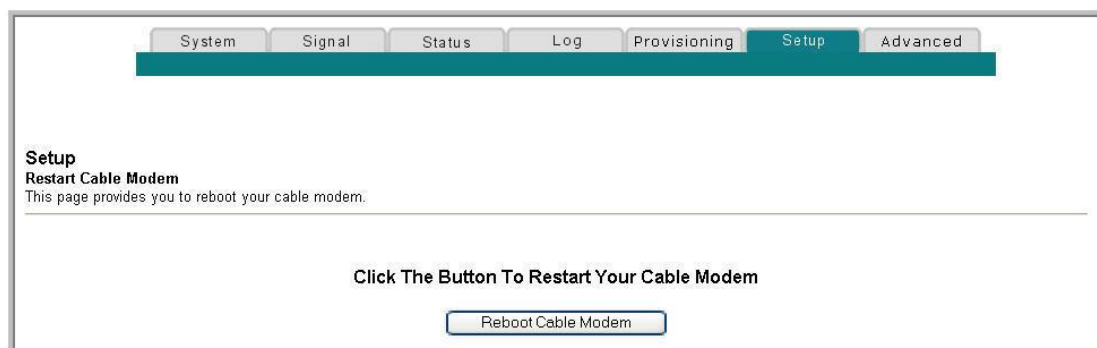 System Signal Status Log Provisioning Setup Advanced
Setup
Restart Cable Modem
This page provides you to reboot your cable modem.
Click The Button To Restart Your Cable Modem
Reboot Cable Modem